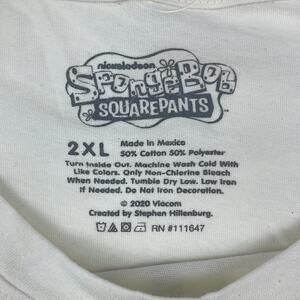 nickelodeon
SpongeBob
SQUAREPANTS
2XL
Made in Mexico
50% Cotton 50% Polyester
Turn Inside Out. Machine Wash Cold With
Like Colors. Only Non-Chlorine Bleach
When Needed. Tumble Dry Low. Low Iron
If Needed. Do Not Iron Decoration.
© 2020 Viacom
Created by Stephen Hillenburg.
RN #111647